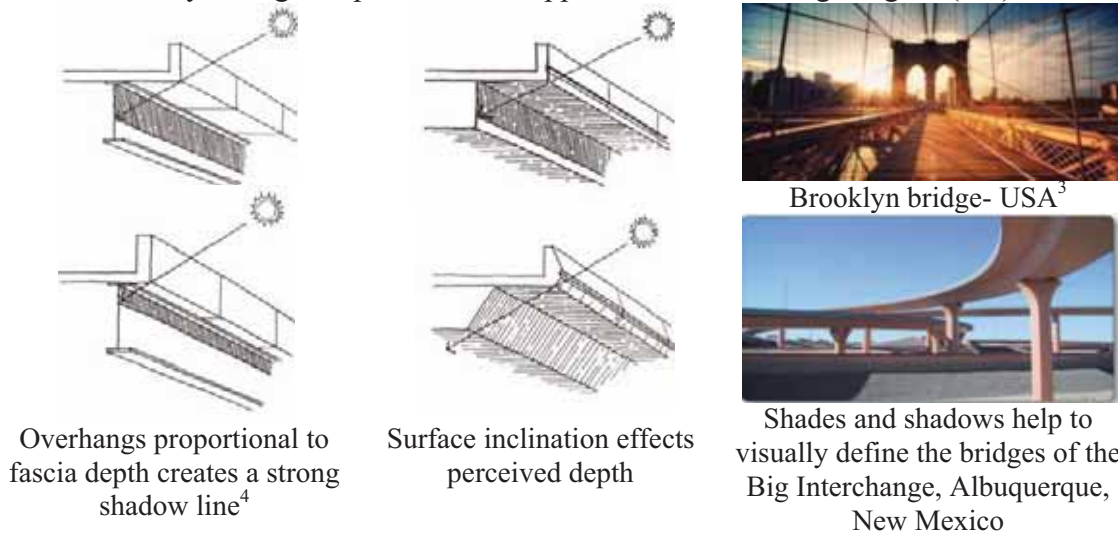 Brooklyn bridge- USA3
Overhangs proportional to
fascia depth creates a strong
shadow line4
Surface inclination effects
perceived depth
Shades and shadows help to
visually define the bridges of the
Big Interchange, Albuquerque,
New Mexico